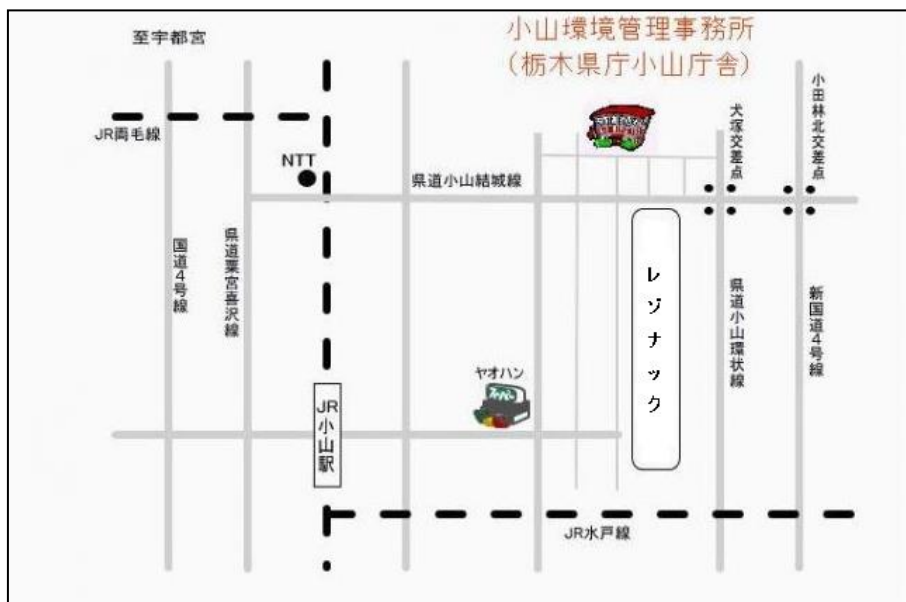 小山環境管理事務所
(栃木県庁小山庁舎)
至宇都宮
JR両毛線
NTT
県道小山結城線
犬塚交差点
小田林北交差点
国道4号線
県道粟宮喜沢線
レゾナック
県道小山環状線
新国道4号線
ヤオハン
JR小山駅
JR水戸線